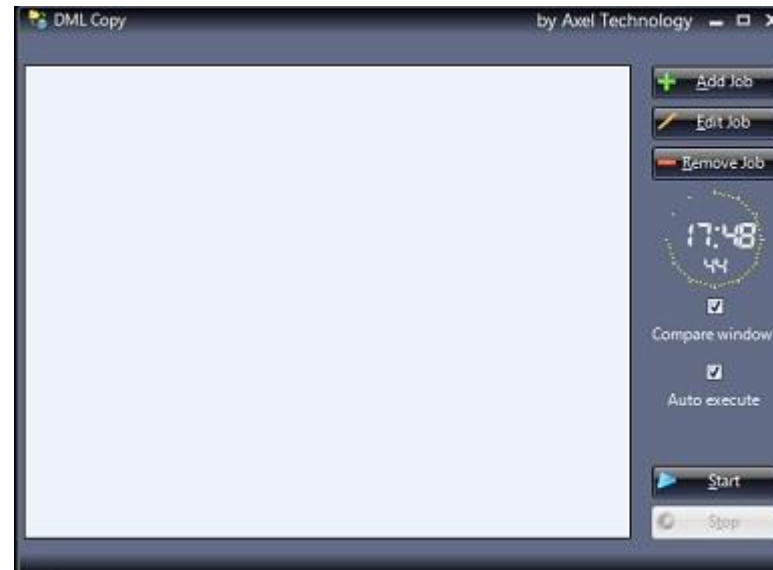 DML Copy by Axel Technology
Add Job
Edit Job
Remove Job
17:48
44
Compare window
Auto execute
Start
Stop